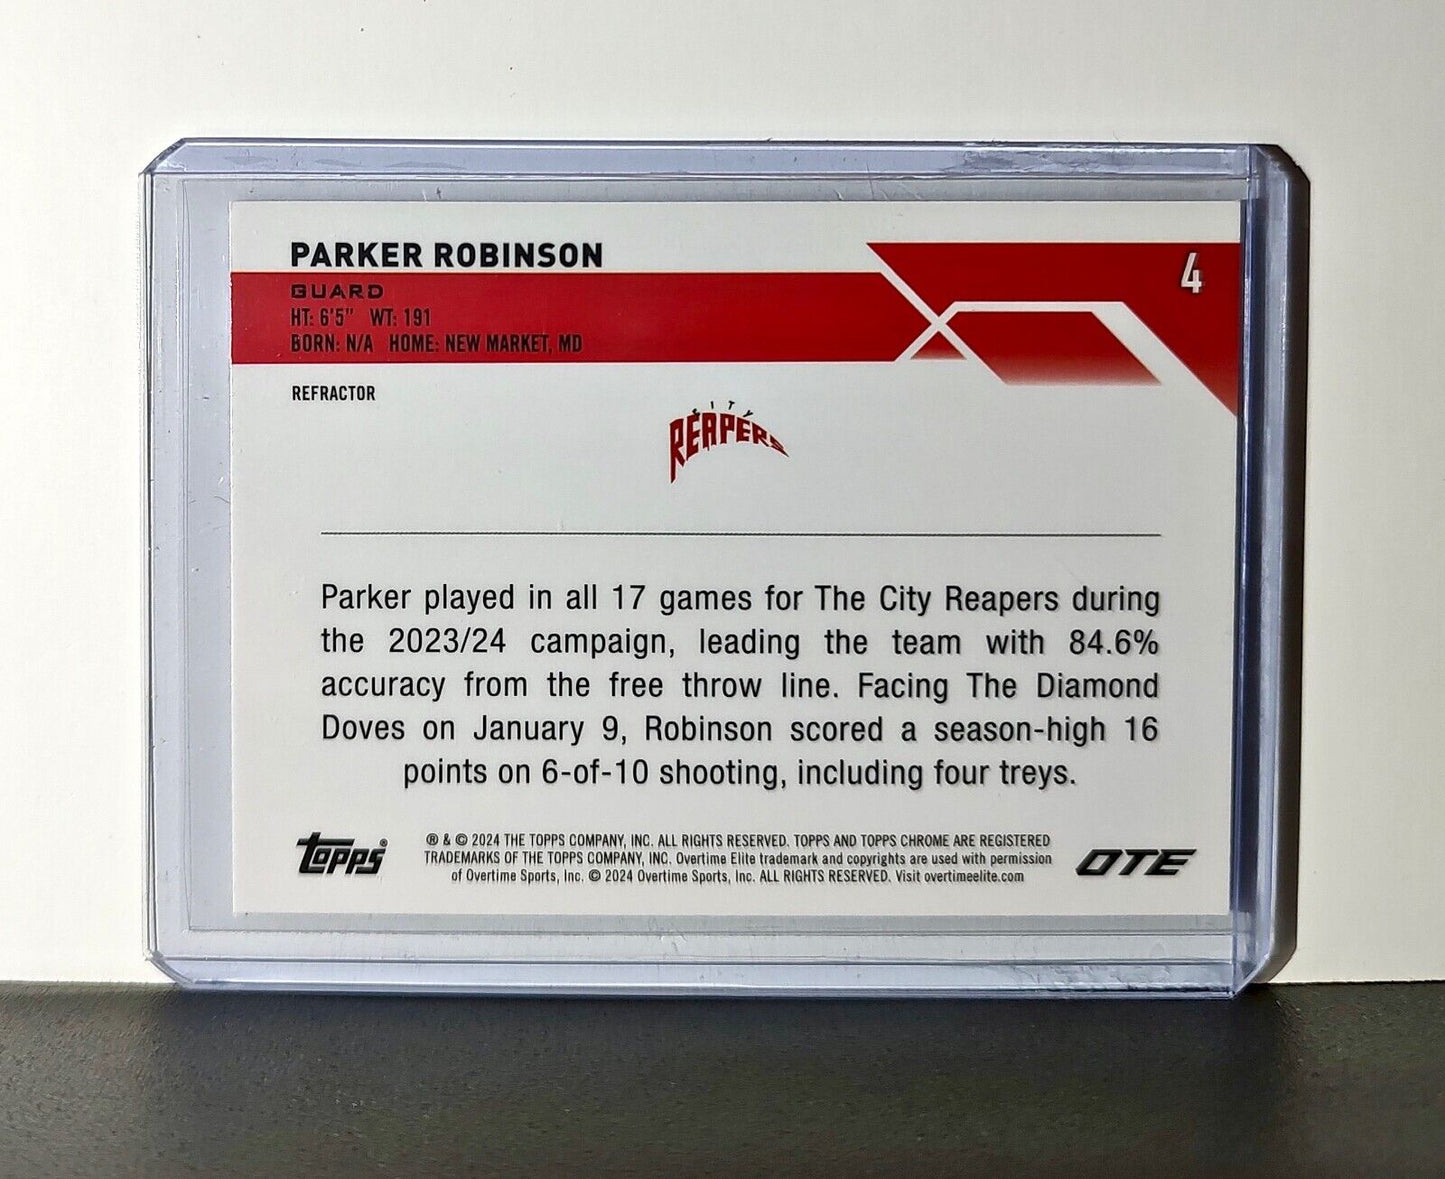 PARKER ROBINSON
4
GUARD
HT: 6'5" WT: 191
BORN: N/A HOME: NEW MARKET, MD
REFRACTOR
CITY
REAPERS
Parker played in all 17 games for The City Reapers during
the 2023/24 campaign, leading the team with 84.6%
accuracy from the free throw line. Facing The Diamond
Doves on January 9, Robinson scored a season-high 16
points on 6-of-10 shooting, including four treys.
topps®
® & © 2024 THE TOPPS COMPANY, INC. ALL RIGHTS RESERVED. TOPPS AND TOPPS CHROME ARE REGISTERED
TRADEMARKS OF THE TOPPS COMPANY, INC. Overtime Elite trademark and copyrights are used with permission
of Overtime Sports, Inc. © 2024 Overtime Sports, Inc. ALL RIGHTS RESERVED. Visit overtimeelite.com
OTE